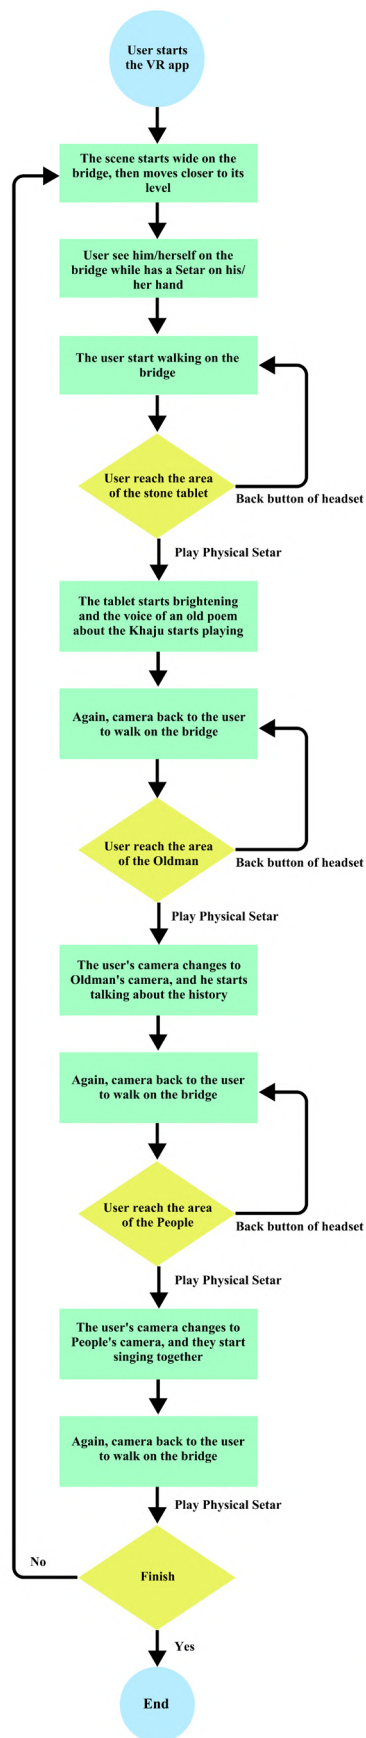 User starts
the VR app
The scene starts wide on the
bridge, then moves closer to its
level
User see him/herself on the
bridge while has a Setar on his/
her hand
The user start walking on the
bridge
User reach the area
of the stone tablet
Back button of headset
Play Physical Setar
The tablet starts brightening
and the voice of an old poem
about the Khaju starts playing
Again, camera back to the user
to walk on the bridge
User reach the area
of the Oldman
Back button of headset
Play Physical Setar
The user's camera changes to
Oldman's camera, and he starts
talking about the history
Again, camera back to the user
to walk on the bridge
User reach the area
of the People
Back button of headset
Play Physical Setar
The user's camera changes to
People's camera, and they start
singing together
Again, camera back to the user
to walk on the bridge
Play Physical Setar
No
Finish
Yes
End